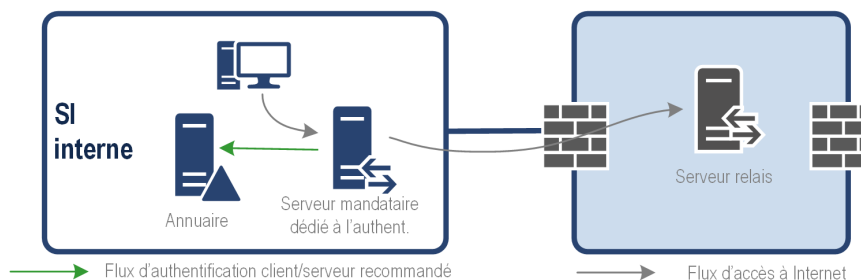 SI
interne
Annuaire
Serveur mandataire
dédié à l'authent.
Serveur relais
Flux d'authentification client/serveur recommandé
Flux d'accès à Internet